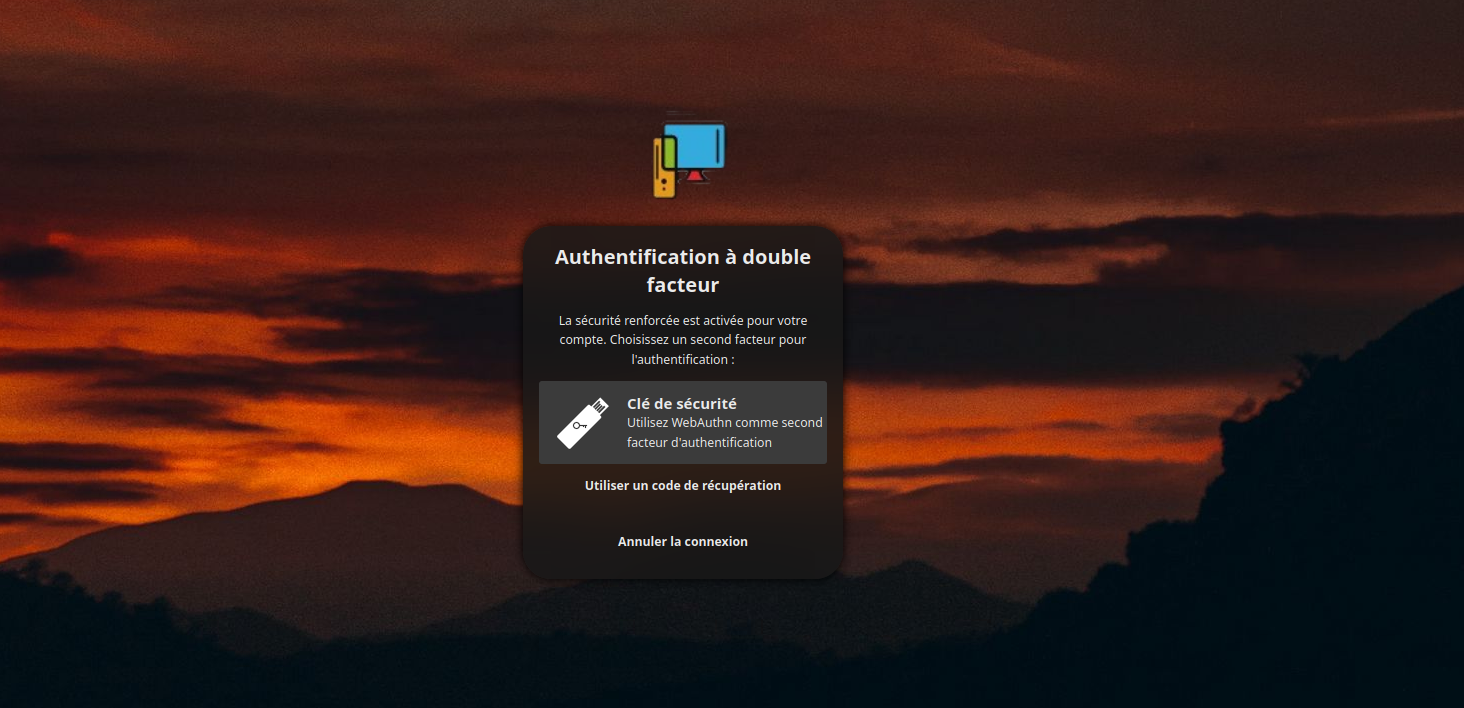 Authentification à double
facteur
La sécurité renforcée est activée pour votre
compte. Choisissez un second facteur pour
l'authentification :
Clé de sécurité
Utilisez WebAuthn comme second
facteur d'authentification
Utiliser un code de récupération
Annuler la connexion